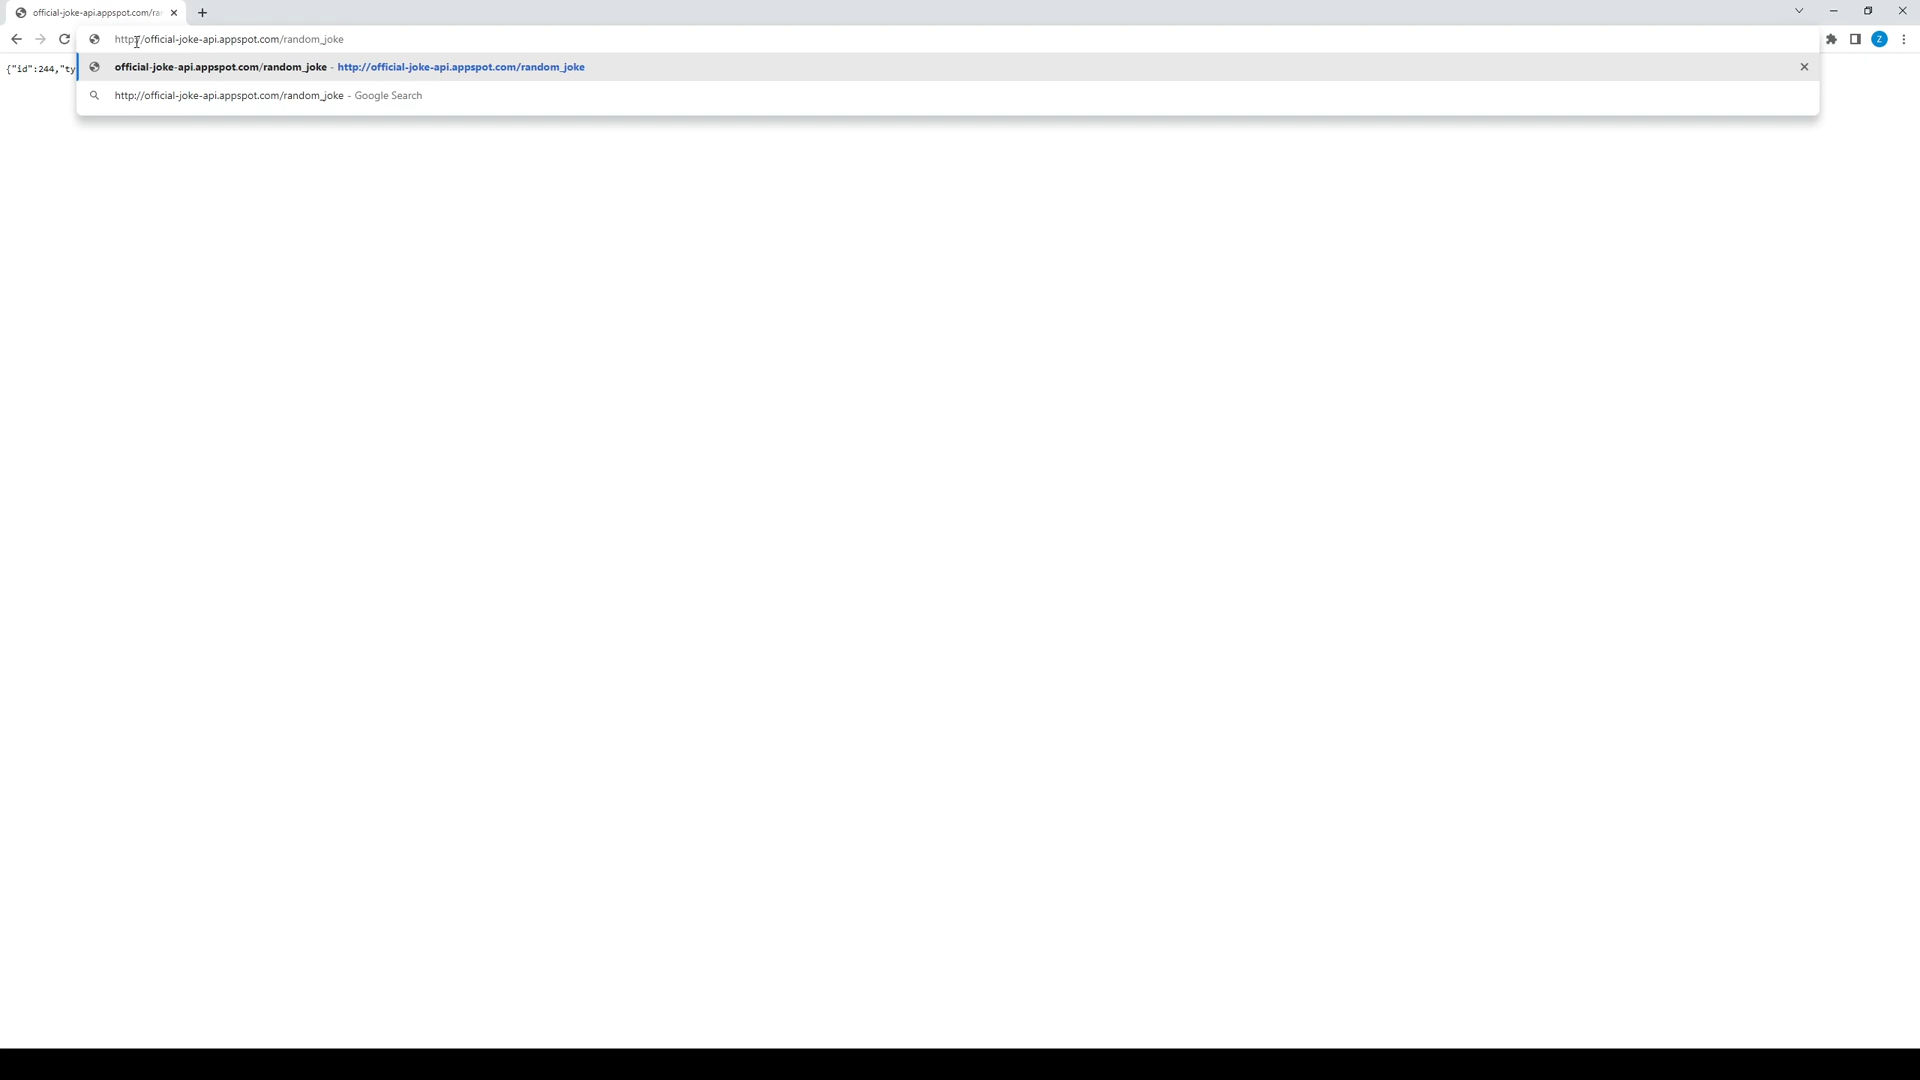 official-joke-api.appspot.com/ra
http://official-joke-api.appspot.com/random_joke
Z
official-joke-api.appspot.com/random_joke - http://official-joke-api.appspot.com/random_joke
{"id":244,"ty
http://official-joke-api.appspot.com/random_joke - Google Search